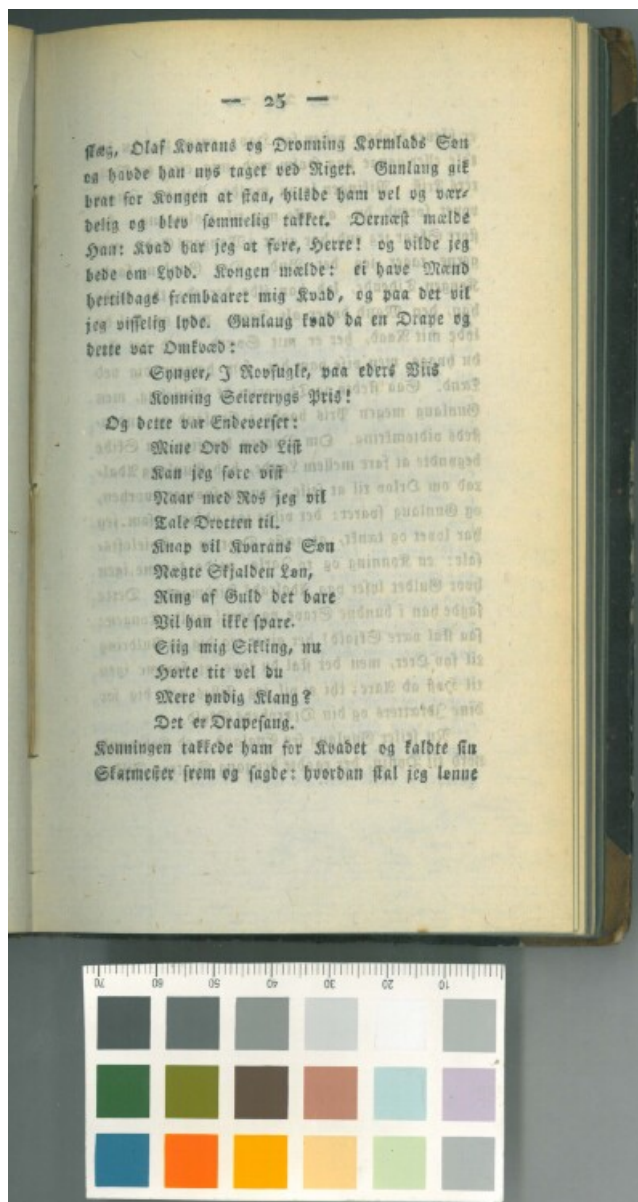 — 25 —
skæg, Olaf Kvarans og Dronning Kormlads Søn
og havde han nys taget ved Riget. Gunlaug gik
brat for Kongen at staa, hilsde ham vel og vær-
delig og blev sømmelig takket. Dernæst mælde
Han: Kvad har jeg at føre, Herre! og vilde jeg
bede om Lydd. Kongen mælde: ei have Mænd
hertildags frembaaret mig Kvad, og paa det vil
jeg visselig lyde. Gunlaug kvad da en Drape og
dette var Omkvæd:
Synger, I Rovfugle, paa eders Viis
Konning Seiertrygs Pris!
Og dette var Endeverset:
Mine Ord med List
Kan jeg føre vist
Naar med Ros jeg vil
Tale Drotten til.
Knap vil Kvarans Søn
Nægte Skjalden Løn,
Ring af Guld det bare
Vil han ikke spare.
Siig mig Sikling, nu
Hørte tit vel du
Mere yndig Klang?
Det er Drapesang.
Konningen takkede ham for Kvadet og kaldte sin
Skatmester frem og sagde: hvordan skal jeg lønne
70 60 50 40 30 20 10